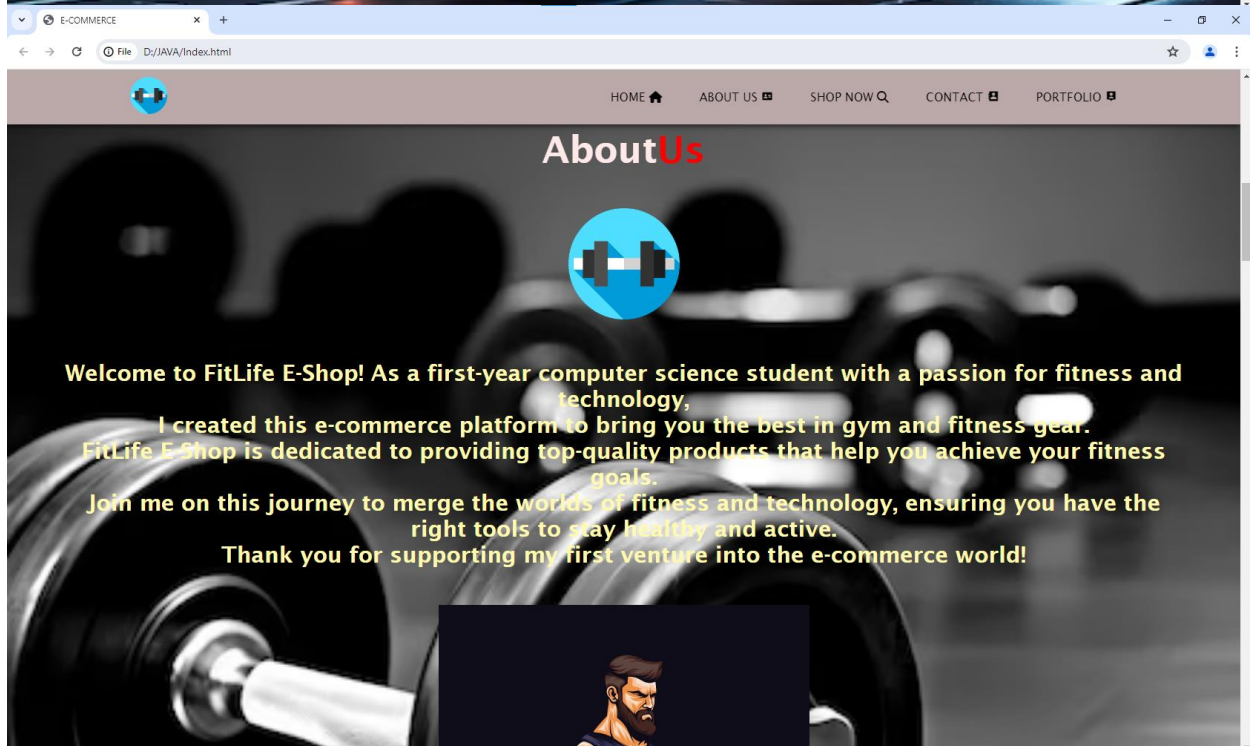 E-COMMERCE
File D:/JAVA/Index.html
HOME ABOUT US SHOP NOW CONTACT PORTFOLIO
AboutUs
Welcome to FitLife E-Shop! As a first-year computer science student with a passion for fitness and
technology,
I created this e-commerce platform to bring you the best in gym and fitness gear.
FitLife E-Shop is dedicated to providing top-quality products that help you achieve your fitness
goals.
Join me on this journey to merge the worlds of fitness and technology, ensuring you have the
right tools to stay healthy and active.
Thank you for supporting my first venture into the e-commerce world!